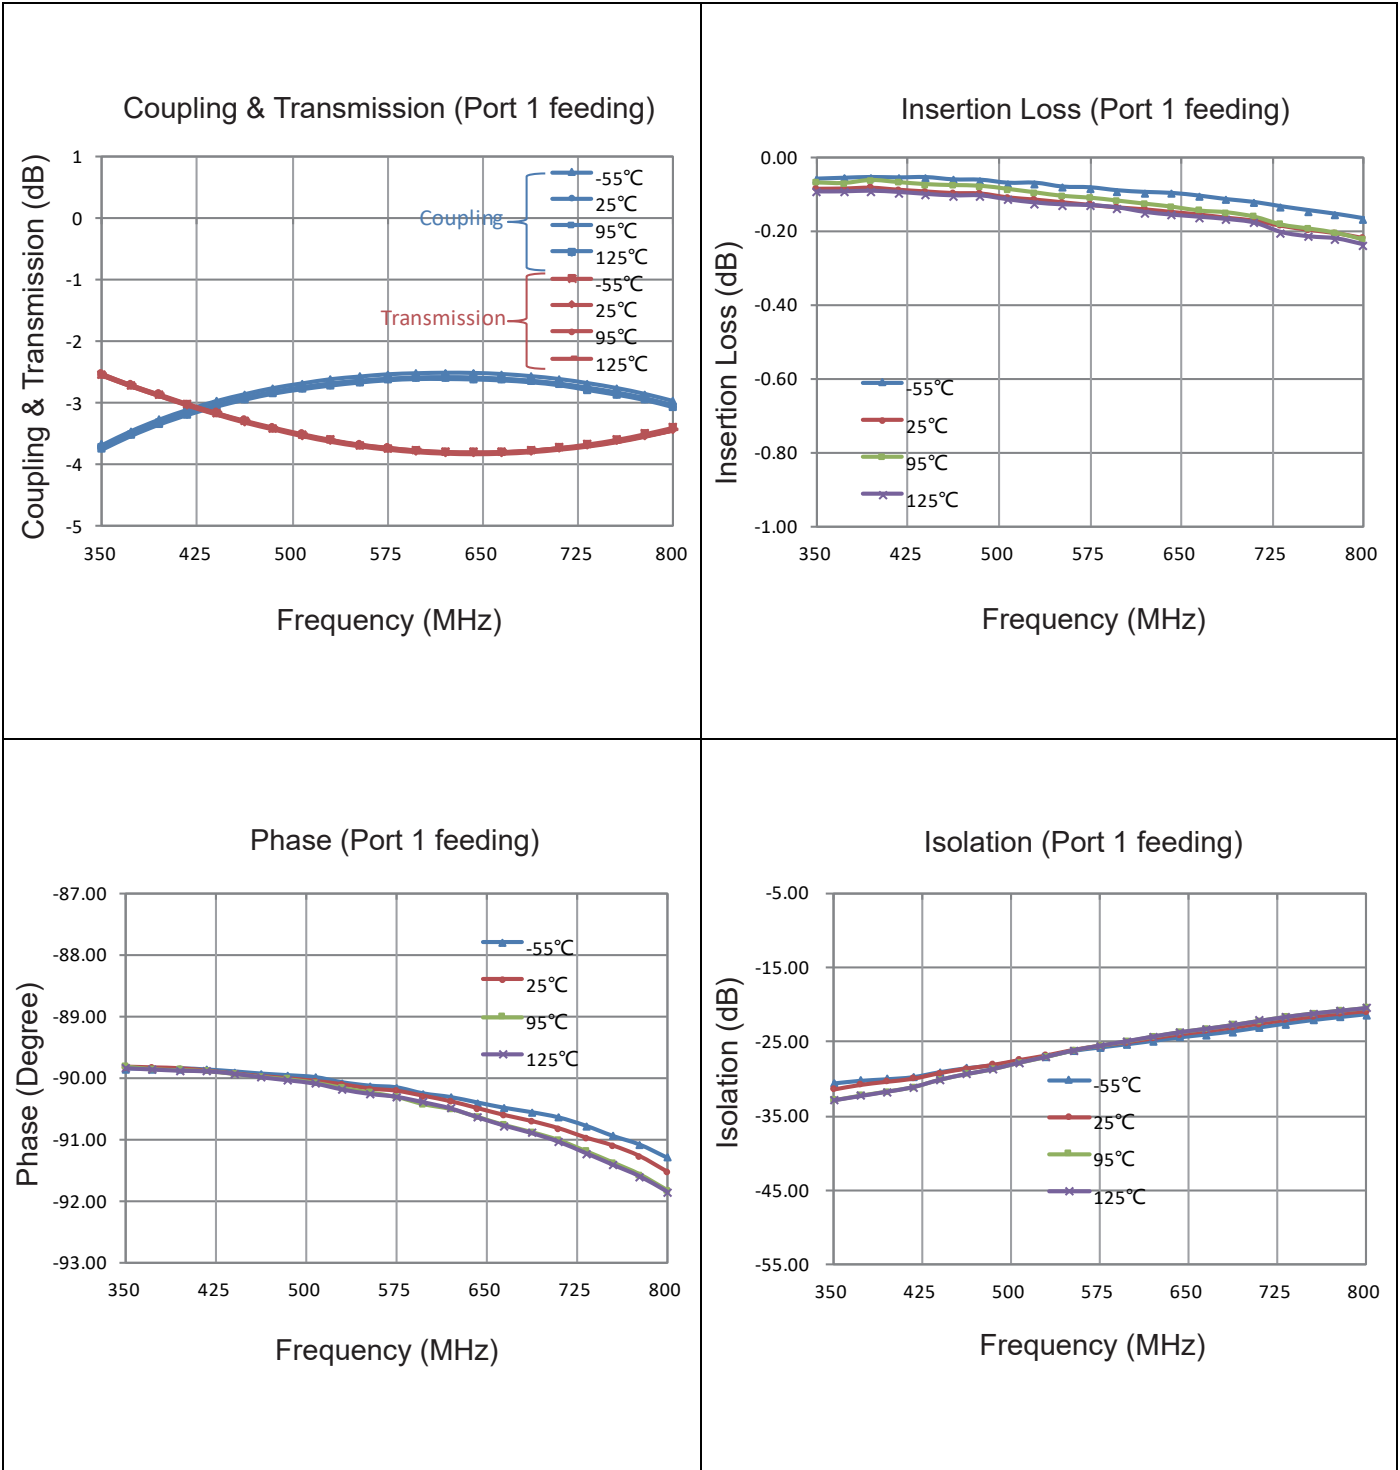 Coupling & Transmission (Port 1 feeding)
Coupling & Transmission (dB)
1
0
-1
-2
-3
-4
-5
Coupling
-55℃
25℃
95℃
125℃
Transmission
-55℃
25℃
95℃
125℃
350 425 500 575 650 725 800
Frequency (MHz)
Insertion Loss (Port 1 feeding)
Insertion Loss (dB)
0.00
-0.20
-0.40
-0.60
-0.80
-1.00
-55℃
25℃
95℃
125℃
350 425 500 575 650 725 800
Frequency (MHz)
Phase (Port 1 feeding)
Phase (Degree)
-87.00
-88.00
-89.00
-90.00
-91.00
-92.00
-93.00
-55℃
25℃
95℃
125℃
350 425 500 575 650 725 800
Frequency (MHz)
Isolation (Port 1 feeding)
Isolation (dB)
-5.00
-15.00
-25.00
-35.00
-45.00
-55.00
-55℃
25℃
95℃
125℃
350 425 500 575 650 725 800
Frequency (MHz)